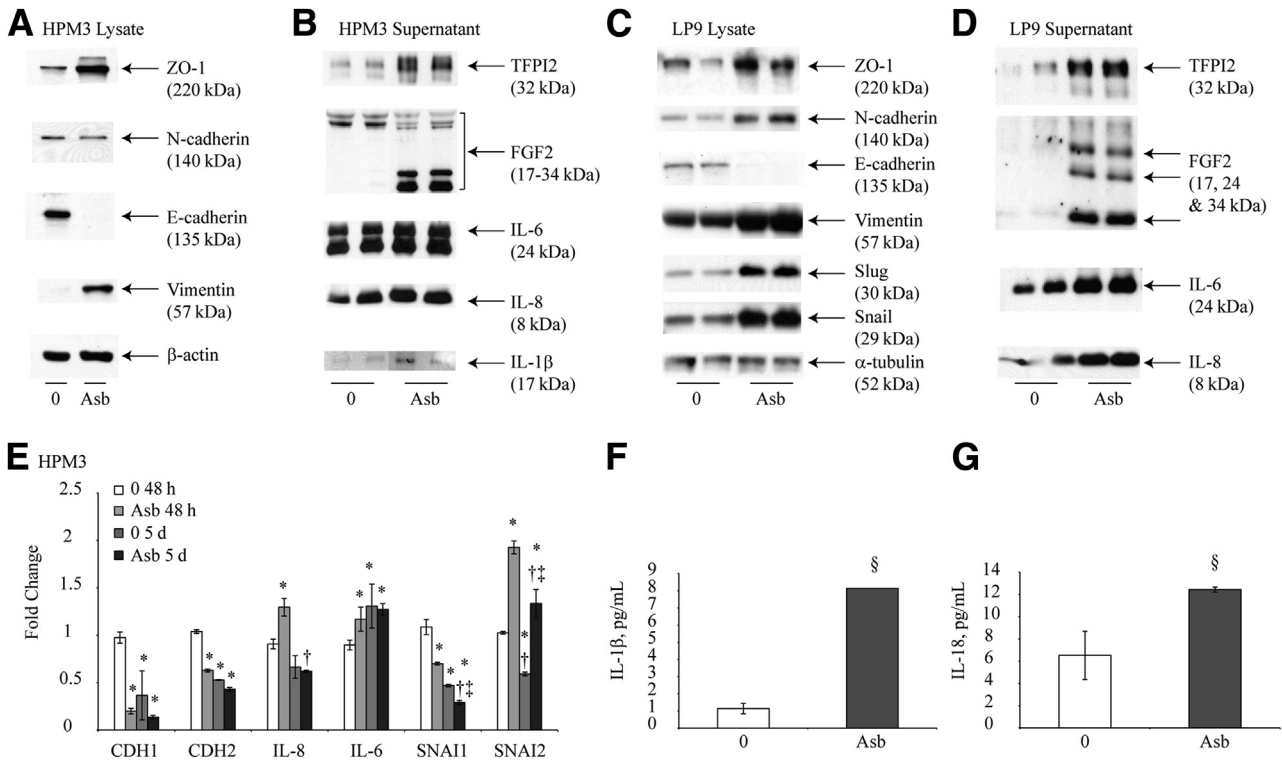 A HPM3 Lysate
ZO-1
(220 kDa)
N-cadherin
(140 kDa)
E-cadherin
(135 kDa)
Vimentin
(57 kDa)
β-actin
0 Asb
B HPM3 Supernatant
TFPI2
(32 kDa)
FGF2
(17-34 kDa)
IL-6
(24 kDa)
IL-8
(8 kDa)
IL-1β
(17 kDa)
0 Asb
C LP9 Lysate
ZO-1
(220 kDa)
N-cadherin
(140 kDa)
E-cadherin
(135 kDa)
Vimentin
(57 kDa)
Slug
(30 kDa)
Snail
(29 kDa)
α-tubulin
(52 kDa)
0 Asb
D LP9 Supernatant
TFPI2
(32 kDa)
FGF2
(17, 24
& 34 kDa)
IL-6
(24 kDa)
IL-8
(8 kDa)
0 Asb
E HPM3
Fold Change
2.5
2
1.5
1
0.5
0
0 48 h
Asb 48 h
0 5 d
Asb 5 d
* * *
* * *
* †
* * *
* * * †‡
* * † * †‡
CDH1 CDH2 IL-8 IL-6 SNAI1 SNAI2
F
IL-1β, pg/mL
9
8
7
6
5
4
3
2
1
0
§
0 Asb
G
IL-18, pg/mL
14
12
10
8
6
4
2
0
§
0 Asb